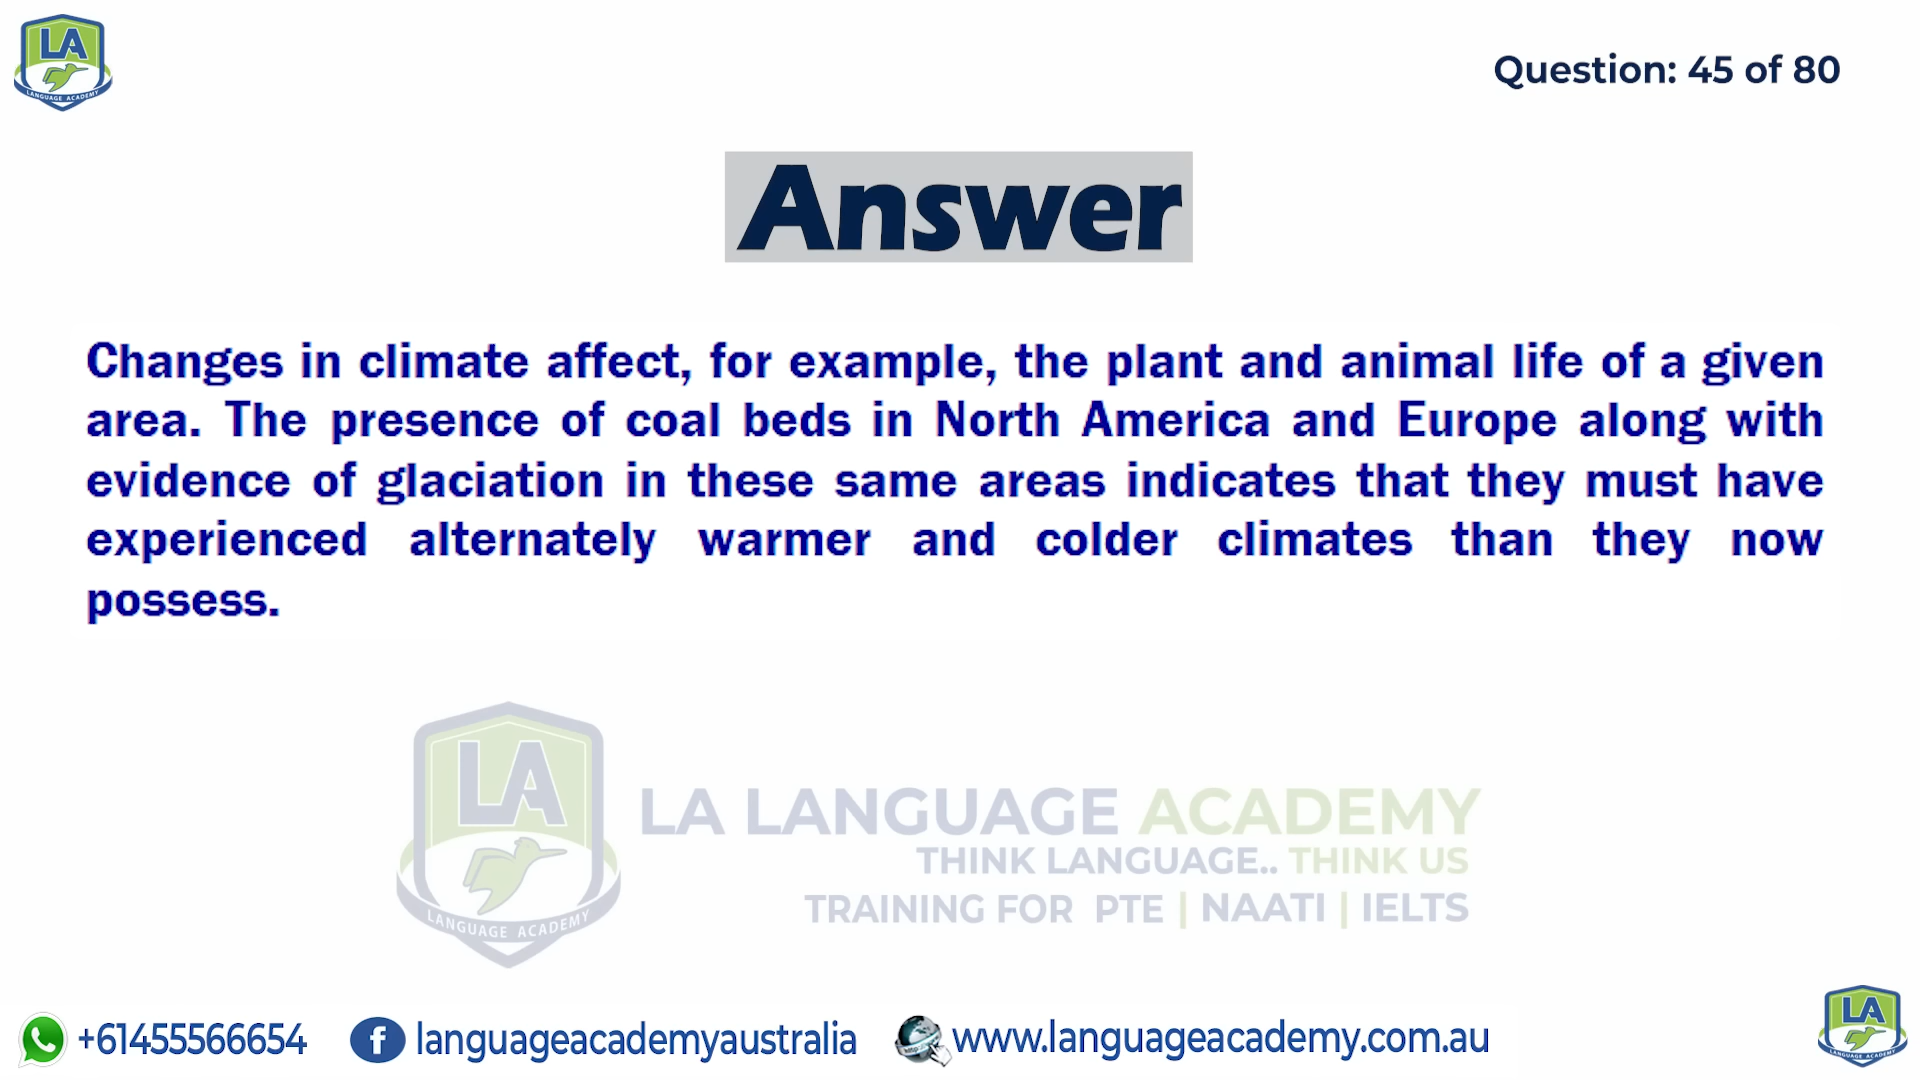 LA
LANGUAGE ACADEMY
Question: 45 of 80
Answer
Changes in climate affect, for example, the plant and animal life of a given
area. The presence of coal beds in North America and Europe along with
evidence of glaciation in these same areas indicates that they must have
experienced alternately warmer and colder climates than they now
possess.
LA
LANGUAGE ACADEMY
LA LANGUAGE ACADEMY
THINK LANGUAGE.. THINK US
TRAINING FOR PTE | NAATI | IELTS
+61455566654
f languageacademyaustralia
http: www.languageacademy.com.au
LA
LANGUAGE ACADEMY